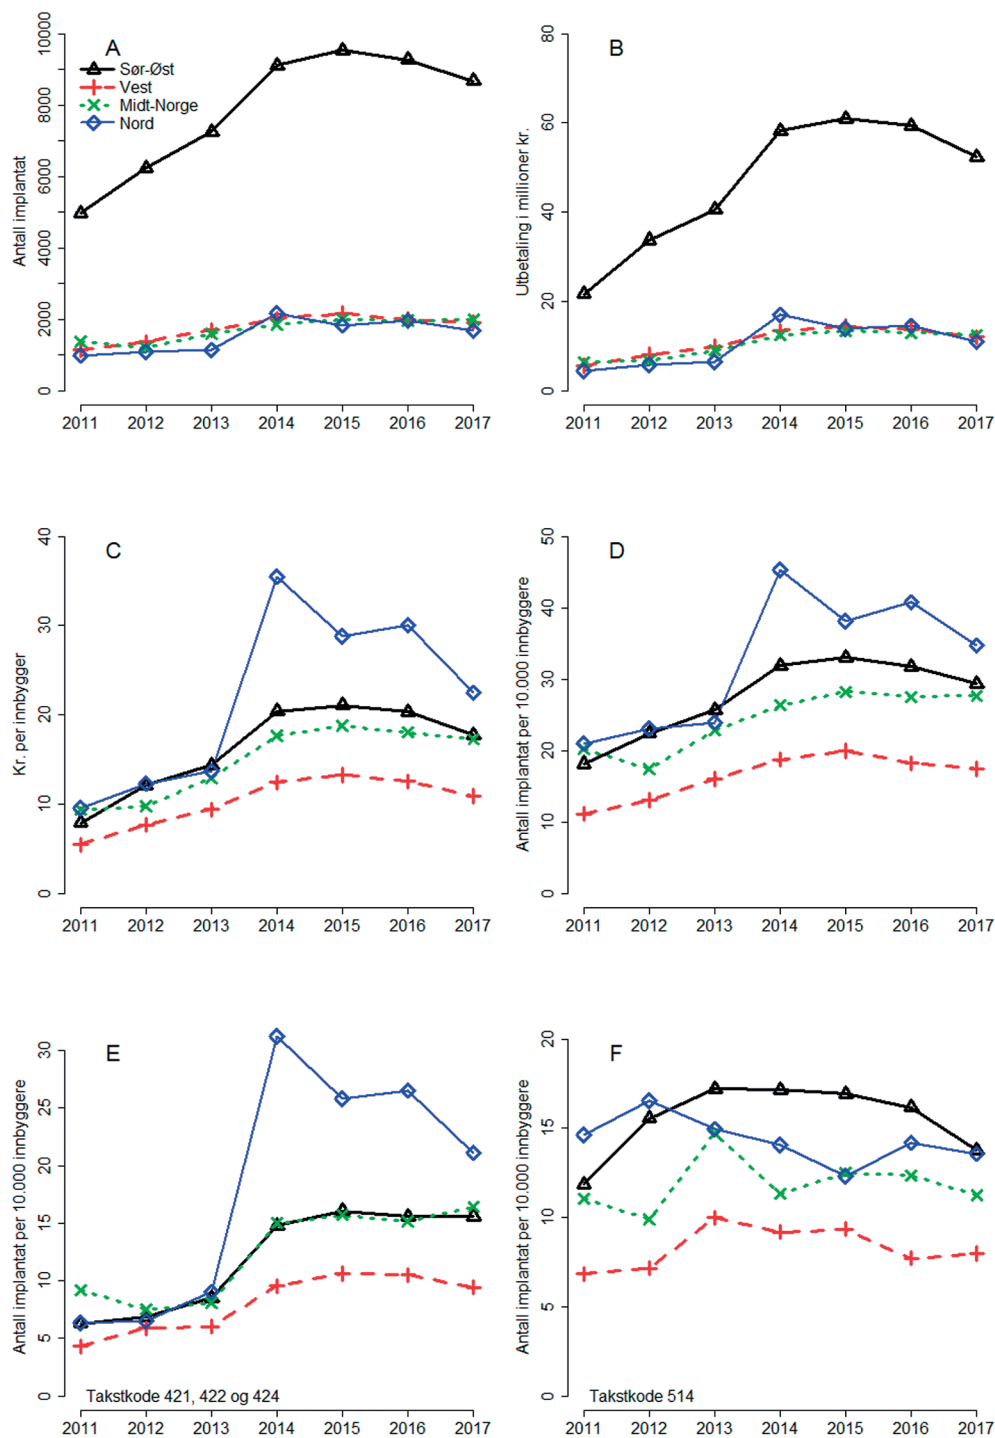 A
Sør-Øst
Vest
Midt-Norge
Nord
Antall implantat
0
2000
4000
6000
8000
10000
2011 2012 2013 2014 2015 2016 2017
B
Utbetaling i millioner kr.
0
20
40
60
80
2011 2012 2013 2014 2015 2016 2017
C
Kr. per innbygger
0
10
20
30
40
2011 2012 2013 2014 2015 2016 2017
D
Antall implantat per 10.000 innbyggere
0
10
20
30
40
50
2011 2012 2013 2014 2015 2016 2017
E
Antall implantat per 10.000 innbyggere
0
5
10
15
20
25
30
Takstkode 421, 422 og 424
2011 2012 2013 2014 2015 2016 2017
F
Antall implantat per 10.000 innbyggere
0
5
10
15
20
Takstkode 514
2011 2012 2013 2014 2015 2016 2017